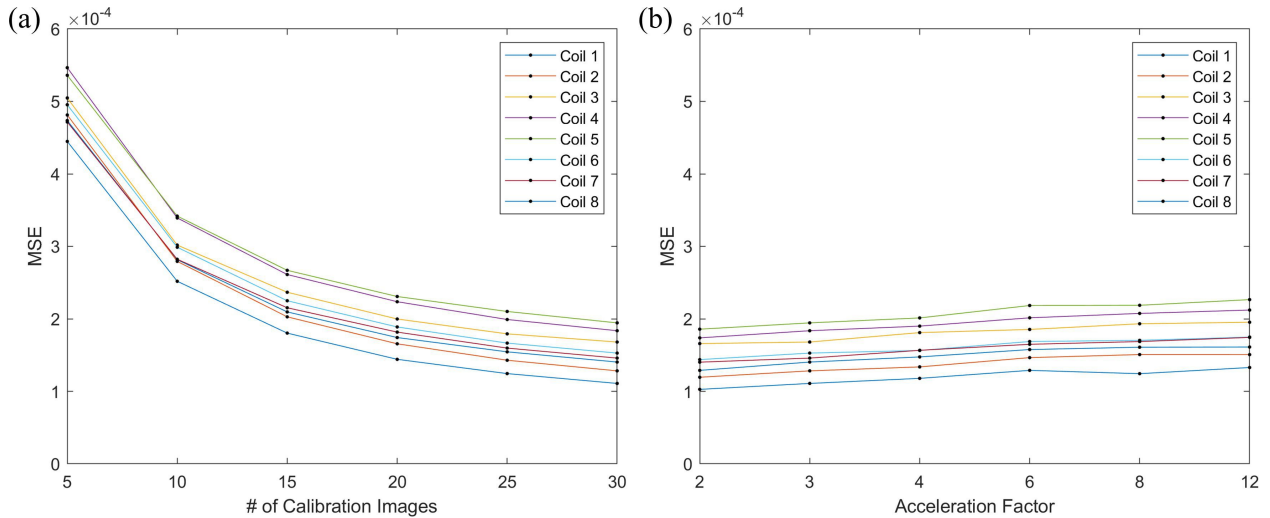 (a)
×10⁻⁴
6
5
4
3
2
1
0
MSE
5 10 15 20 25 30
# of Calibration Images
Coil 1
Coil 2
Coil 3
Coil 4
Coil 5
Coil 6
Coil 7
Coil 8
(b)
×10⁻⁴
6
5
4
3
2
1
0
MSE
2 3 4 6 8 12
Acceleration Factor
Coil 1
Coil 2
Coil 3
Coil 4
Coil 5
Coil 6
Coil 7
Coil 8